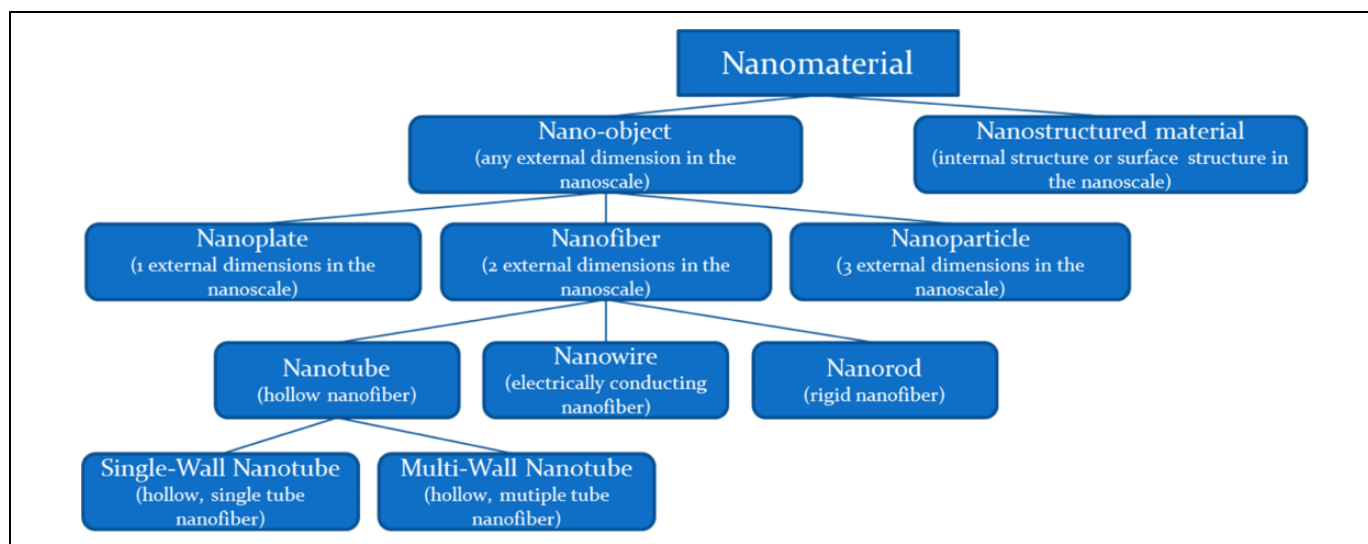 Nanomaterial
Nano-object
(any external dimension in the
nanoscale)
Nanostructured material
(internal structure or surface structure in
the nanoscale)
Nanoplate
(1 external dimensions in the
nanoscale)
Nanofiber
(2 external dimensions in the
nanoscale)
Nanoparticle
(3 external dimensions in the
nanoscale)
Nanotube
(hollow nanofiber)
Nanowire
(electrically conducting
nanofiber)
Nanorod
(rigid nanofiber)
Single-Wall Nanotube
(hollow, single tube
nanofiber)
Multi-Wall Nanotube
(hollow, mutiple tube
nanofiber)